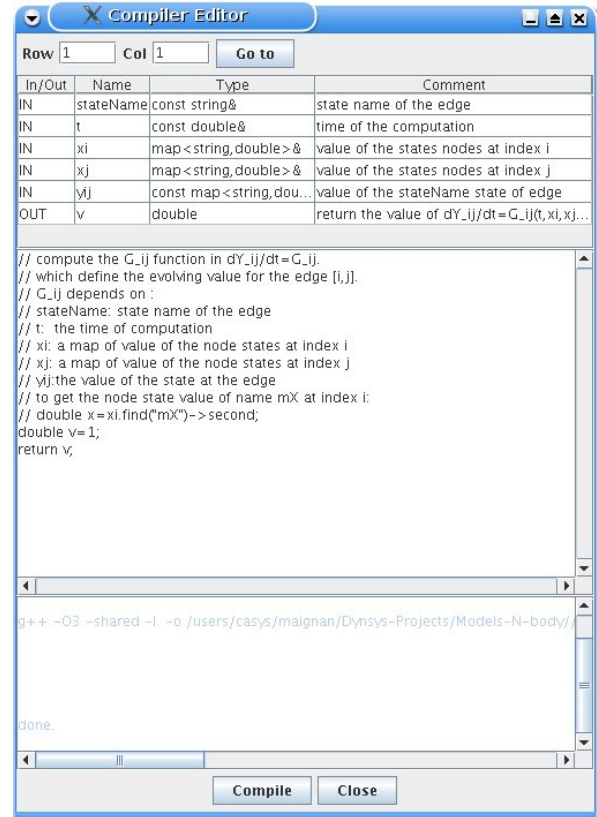 Compiler Editor
Row 1 Col 1 Go to
In/Out Name Type Comment
IN stateName const string& state name of the edge
IN t const double& time of the computation
IN xi map<string,double>& value of the states nodes at index i
IN xj map<string,double>& value of the states nodes at index j
IN yij const map<string,dou... value of the stateName state of edge
OUT v double return the value of dY_ij/dt=G_ij(t,xi,xj...
// compute the G_ij function in dY_ij/dt=G_ij.
// which define the evolving value for the edge [i,j].
// G_ij depends on :
// stateName: state name of the edge
// t: the time of computation
// xi: a map of value of the node states at index i
// xj: a map of value of the node states at index j
// yij:the value of the state at the edge
// to get the node state value of name mX at index i:
// double x=xi.find("mX")->second;
double v=1;
return v;
g++ -O3 -shared -I. -o /users/casys/maignan/Dynsys-Projects/Models-N-body//
done.
Compile Close